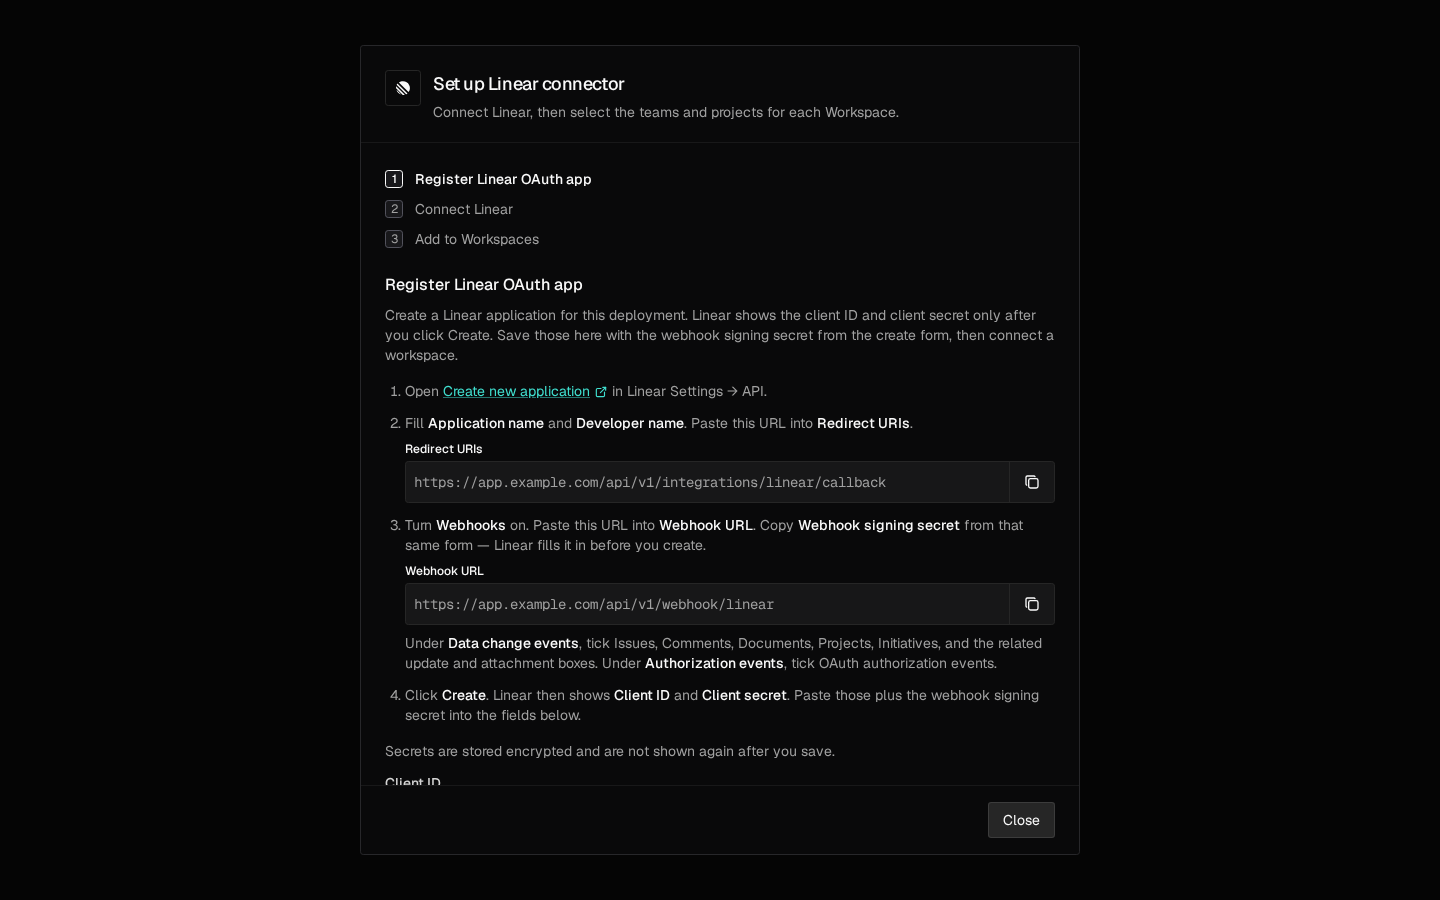 Set up Linear connector
Connect Linear, then select the teams and projects for each Workspace.
1 Register Linear OAuth app
2 Connect Linear
3 Add to Workspaces
Register Linear OAuth app
Create a Linear application for this deployment. Linear shows the client ID and client secret only after
you click Create. Save those here with the webhook signing secret from the create form, then connect a
workspace.
1. Open Create new application in Linear Settings → API.
2. Fill Application name and Developer name. Paste this URL into Redirect URIs.
Redirect URIs
https://app.example.com/api/v1/integrations/linear/callback
3. Turn Webhooks on. Paste this URL into Webhook URL. Copy Webhook signing secret from that
same form — Linear fills it in before you create.
Webhook URL
https://app.example.com/api/v1/webhook/linear
Under Data change events, tick Issues, Comments, Documents, Projects, Initiatives, and the related
update and attachment boxes. Under Authorization events, tick OAuth authorization events.
4. Click Create. Linear then shows Client ID and Client secret. Paste those plus the webhook signing
secret into the fields below.
Secrets are stored encrypted and are not shown again after you save.
Client ID
Close